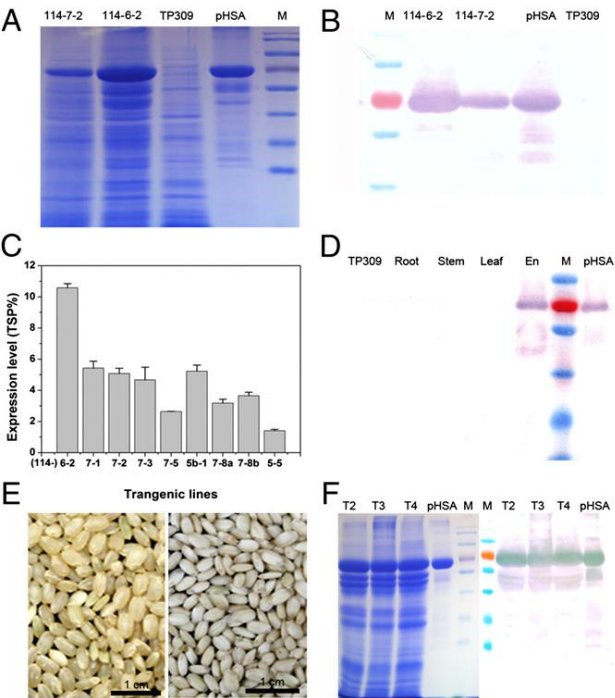 A
114-7-2 114-6-2 TP309 pHSA M
B
M 114-6-2 114-7-2 pHSA TP309
C
Expression level (TSP%)
12
10
8
6
4
2
0
(114-) 6-2 7-1 7-2 7-3 7-5 5b-1 7-8a 7-8b 5-5
Trangenic lines
D
TP309 Root Stem Leaf En M pHSA
E
1 cm 1 cm
F
T2 T3 T4 pHSA M M T2 T3 T4 pHSA